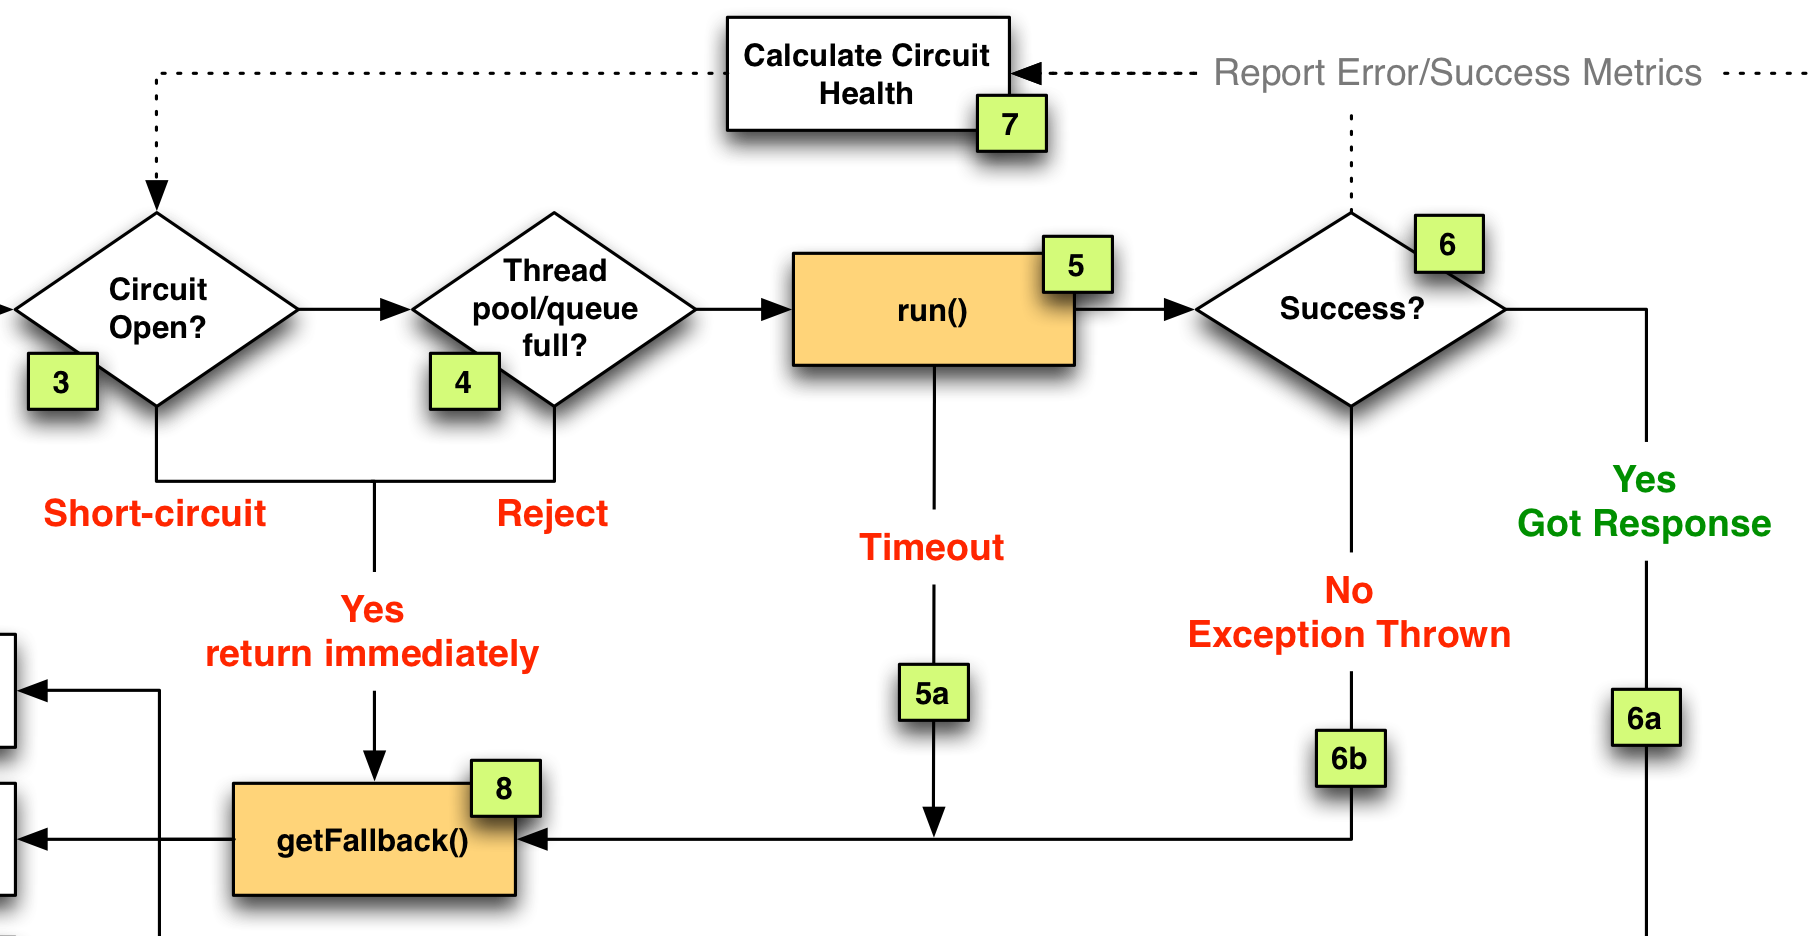 Calculate Circuit
Health
7
Report Error/Success Metrics
Circuit
Open?
3
Thread
pool/queue
full?
4
run()
5
Success?
6
Short-circuit
Reject
Yes
return immediately
Timeout
5a
No
Exception Thrown
6b
Yes
Got Response
6a
getFallback()
8